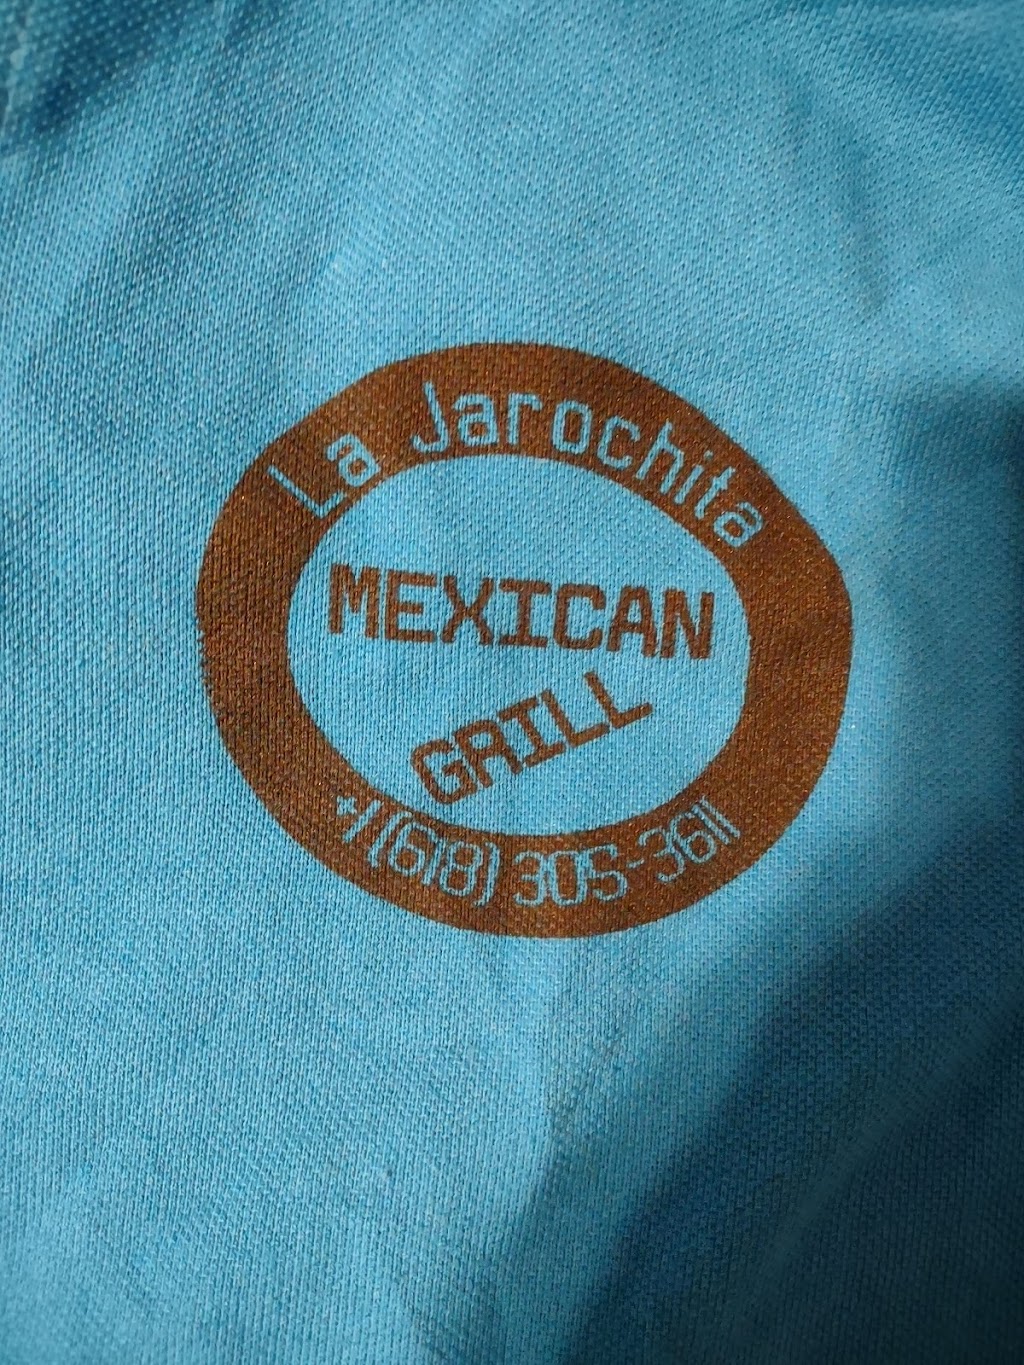 La Jarochita
MEXICAN
GRILL
+1 (618) 305-3611